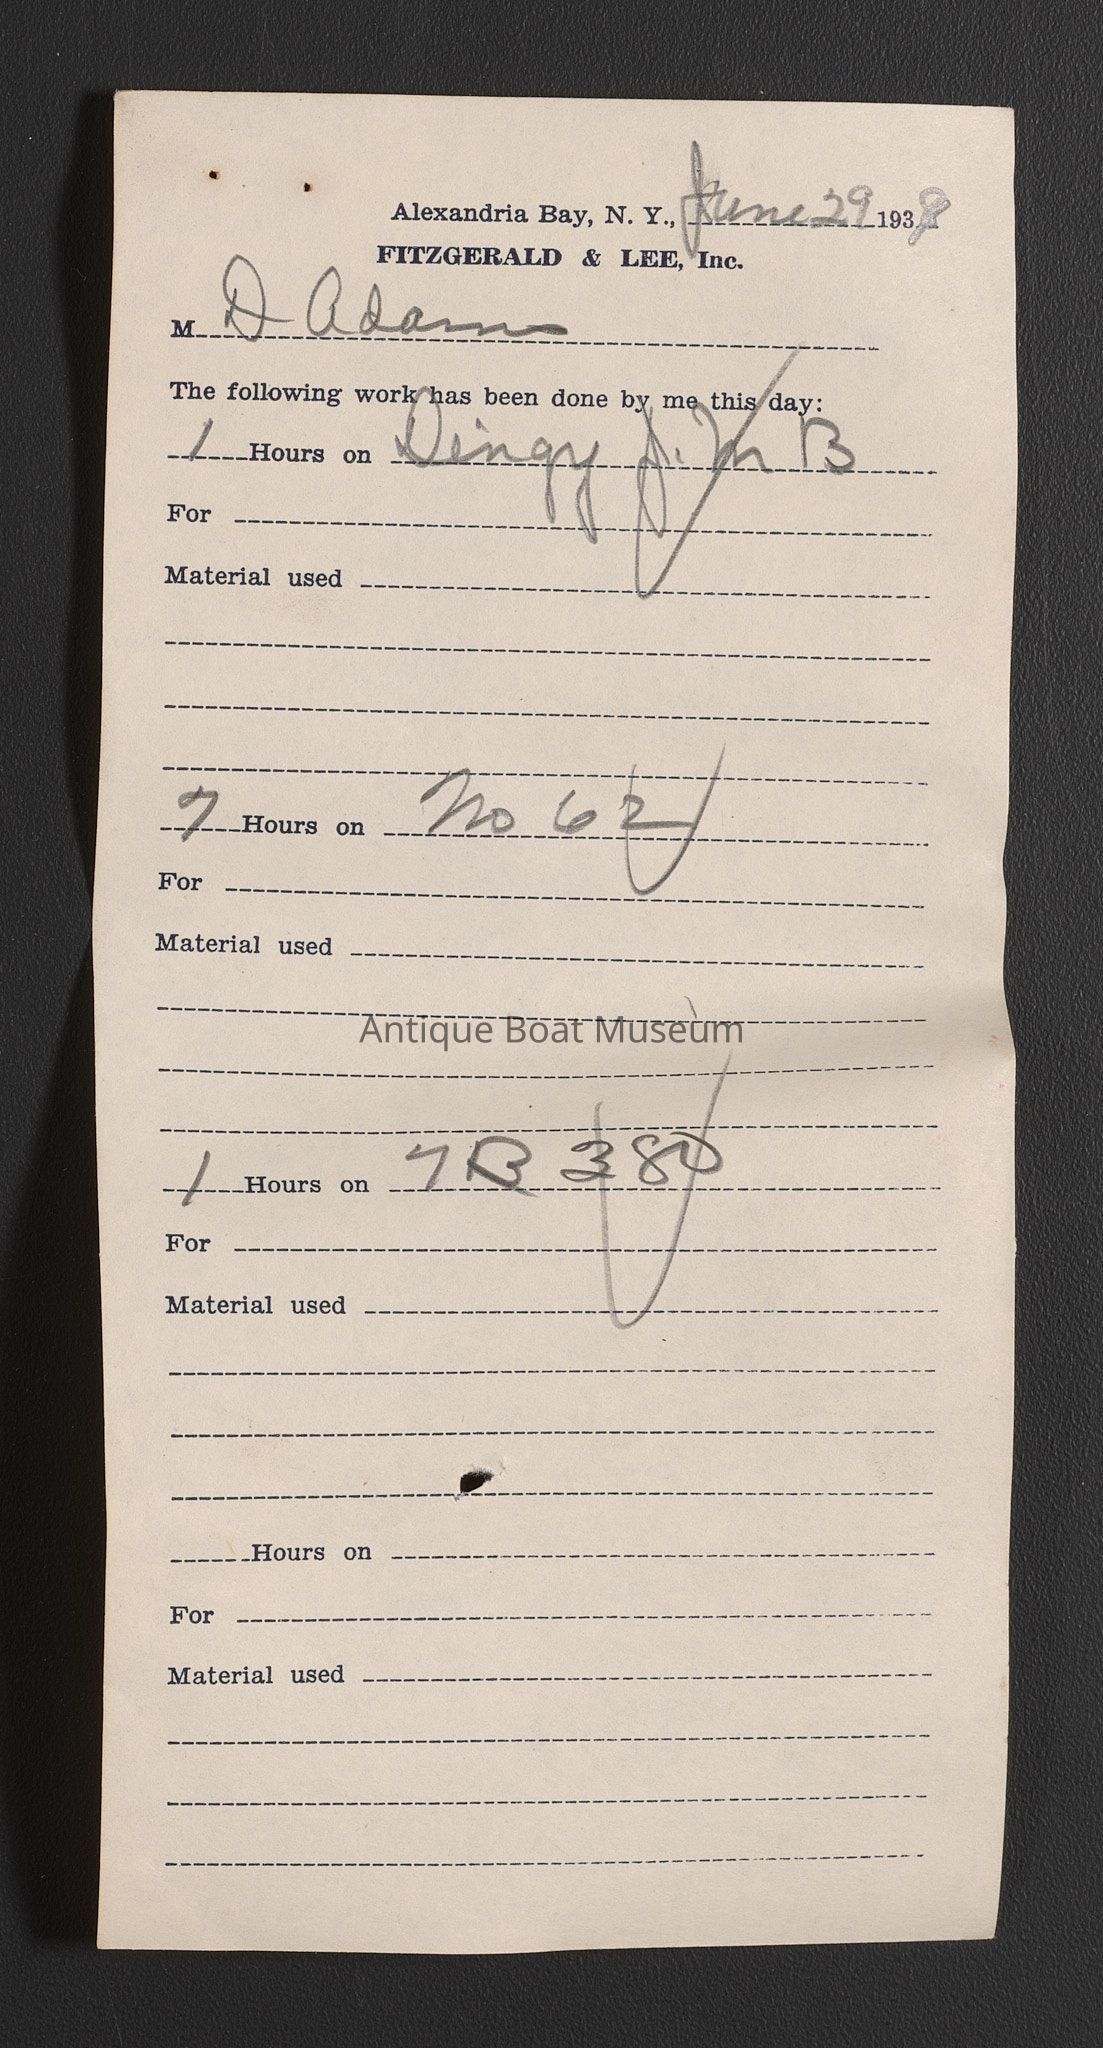 Alexandria Bay, N. Y., June 29 1938
FITZGERALD & LEE, Inc.
M D Adams
The following work has been done by me this day:
1 Hours on Dingy J. M B
For
Material used
7 Hours on No 62
For
Material used
Antique Boat Museum
1 Hours on 7B 380
For
Material used
Hours on
For
Material used